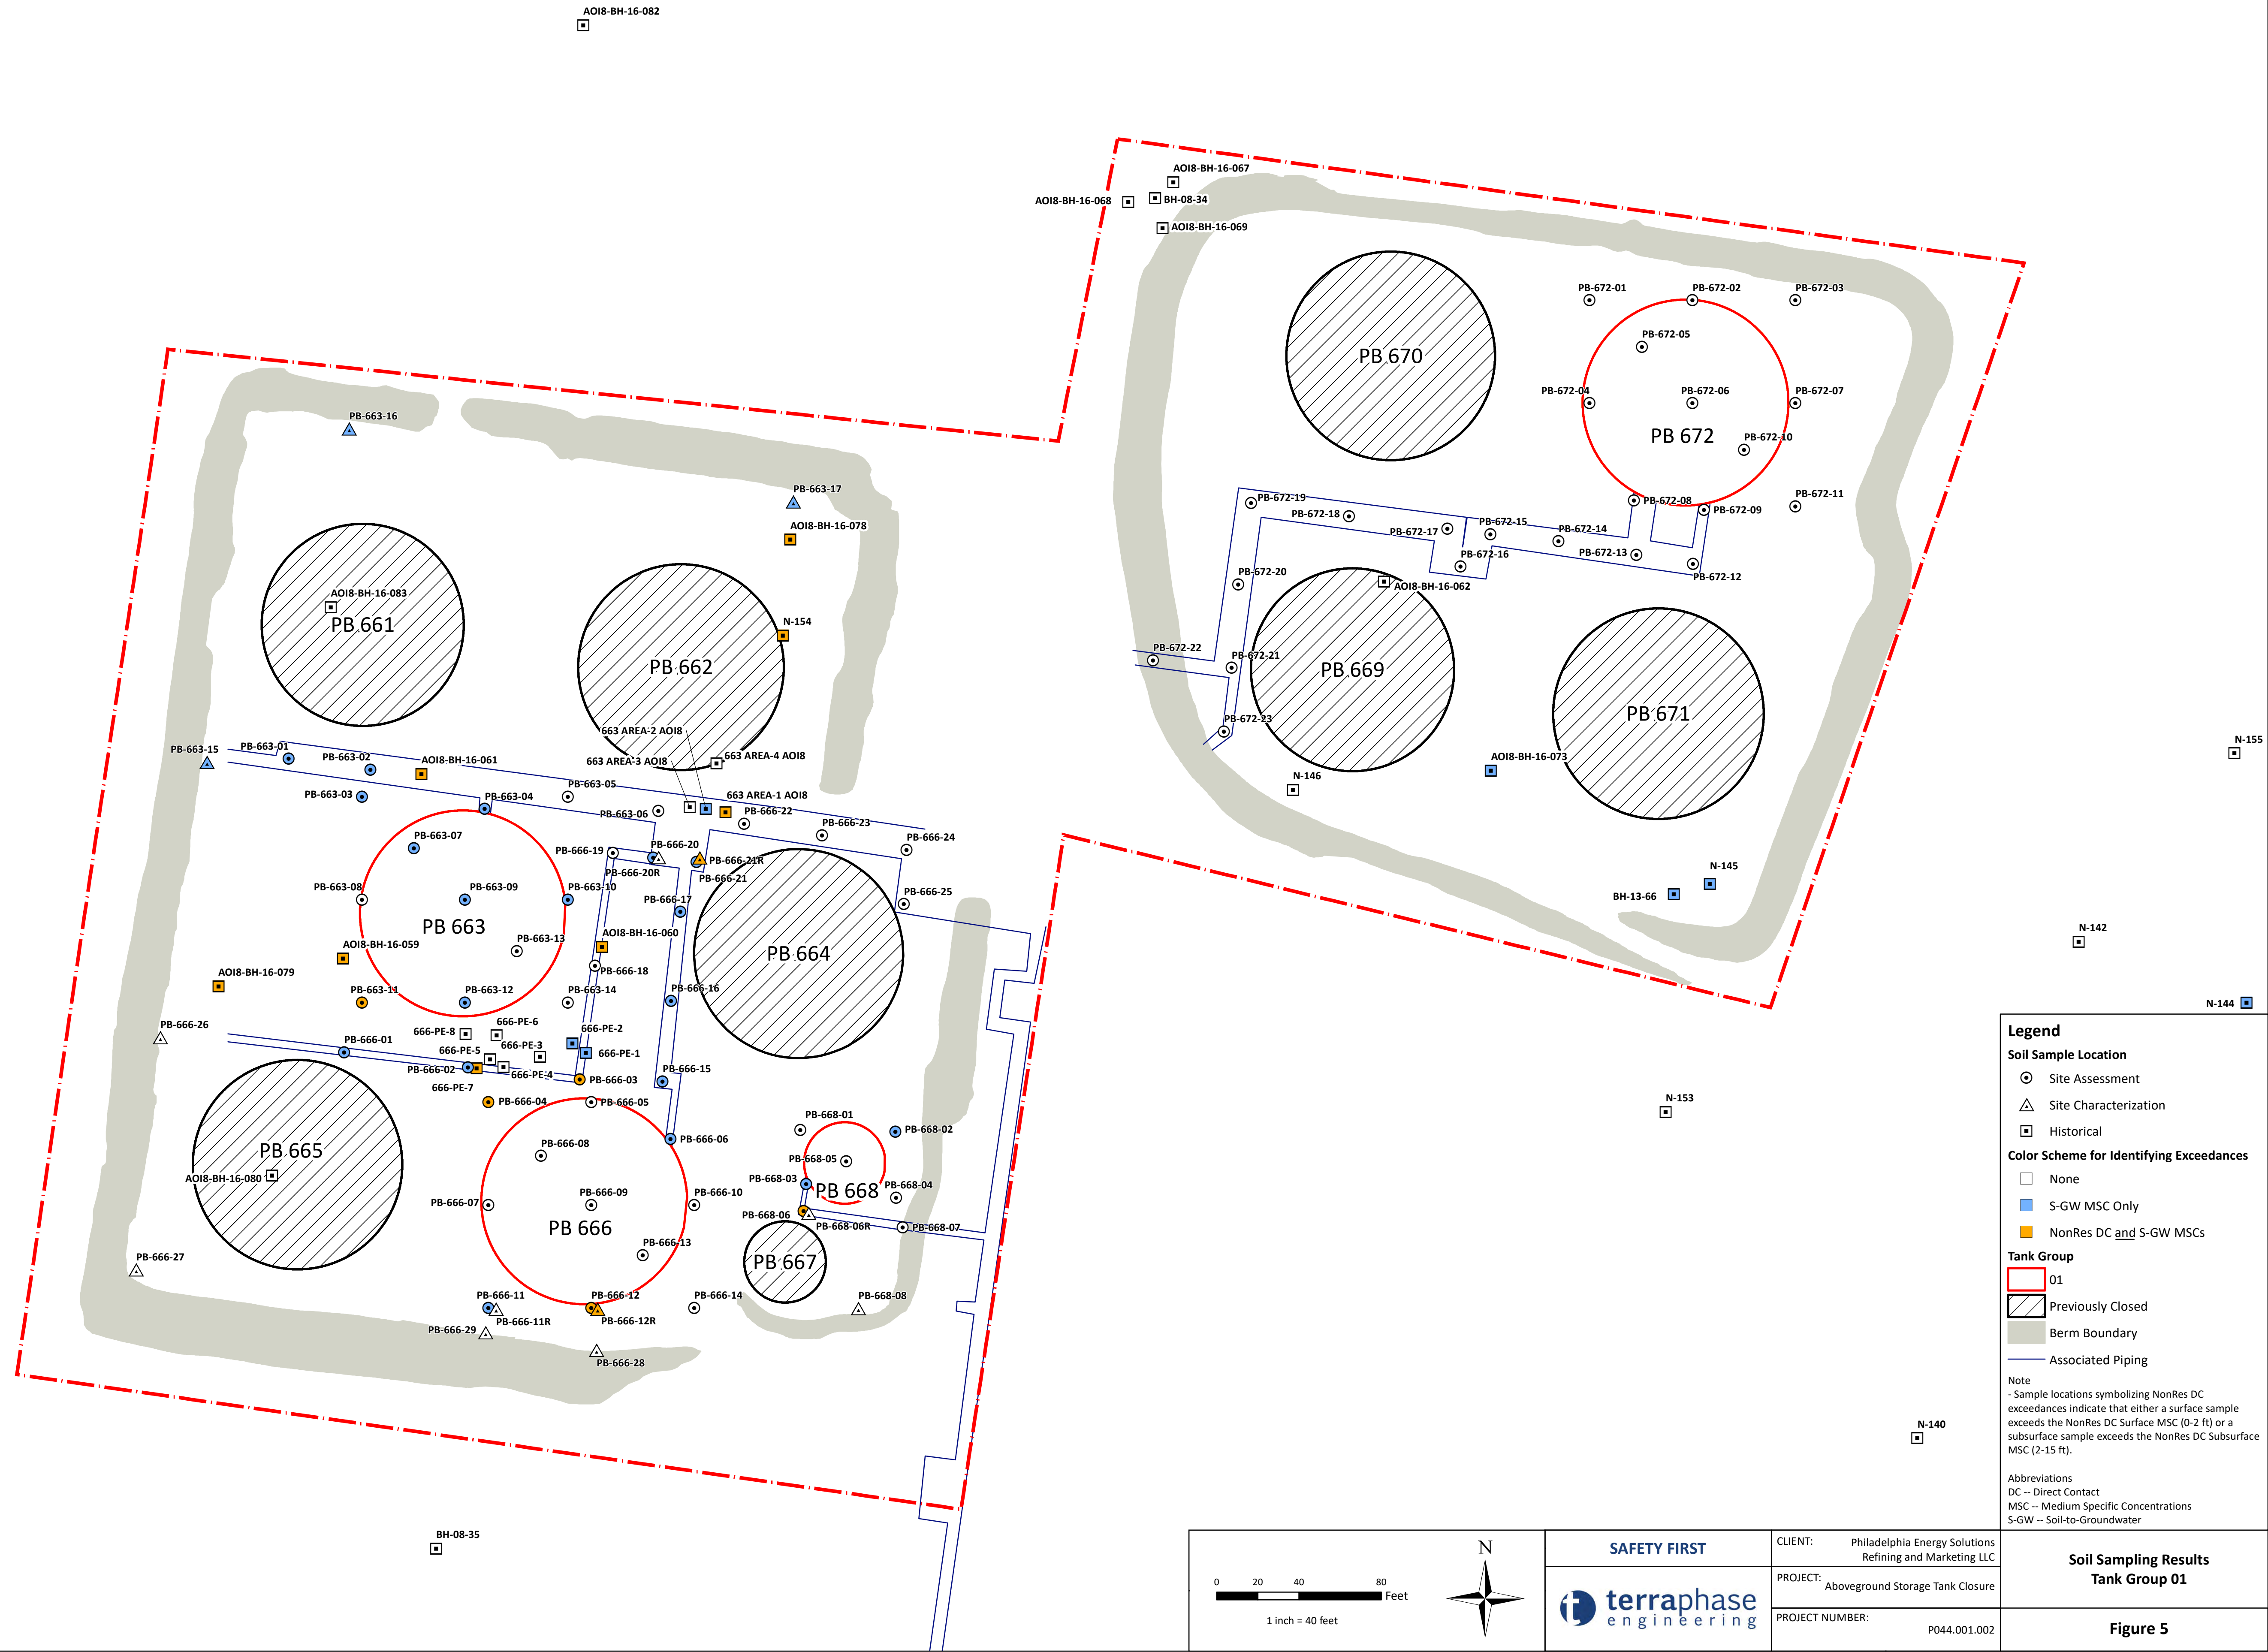 AOI8-BH-16-082
AOI8-BH-16-067
AOI8-BH-16-068
BH-08-34
AOI8-BH-16-069
PB 670
PB-672-01
PB-672-02
PB-672-03
PB-672-05
PB-672-04
PB-672-06
PB-672-07
PB 672
PB-672-10
PB-672-08
PB-672-09
PB-672-11
PB-672-19
PB-672-18
PB-672-17
PB-672-15
PB-672-14
PB-672-16
PB-672-13
PB-672-12
PB-672-20
AOI8-BH-16-062
PB-672-22
PB-672-21
PB 669
PB 671
PB-672-23
AOI8-BH-16-073
N-146
N-155
N-145
BH-13-66
N-142
N-144
N-153
N-140
PB-663-16
PB-663-17
AOI8-BH-16-078
AOI8-BH-16-083
PB 661
N-154
PB 662
663 AREA-2 AOI8
663 AREA-3 AOI8
663 AREA-4 AOI8
PB-663-15
PB-663-01
PB-663-02
AOI8-BH-16-061
PB-663-03
PB-663-04
PB-663-05
PB-663-06
663 AREA-1 AOI8
PB-666-22
PB-666-23
PB-666-24
PB-663-07
PB-666-19
PB-666-20
PB-666-21R
PB-666-20R
PB-666-21
PB-663-08
PB-663-09
PB-663-10
PB-666-17
PB-666-25
PB 663
PB-663-13
AOI8-BH-16-060
AOI8-BH-16-059
PB 664
AOI8-BH-16-079
PB-666-18
PB-663-11
PB-663-12
PB-663-14
PB-666-16
PB-666-26
PB-666-01
666-PE-8
666-PE-6
666-PE-2
666-PE-5
666-PE-3
666-PE-1
PB-666-02
666-PE-4
666-PE-7
PB-666-03
PB-666-15
PB-666-04
PB-666-05
PB-668-01
PB-668-02
PB 665
PB-666-08
PB-666-06
PB-668-05
AOI8-BH-16-080
PB-668-03
PB 668
PB-668-04
PB-666-07
PB-666-09
PB-666-10
PB-668-06
PB-668-06R
PB-668-07
PB 666
PB-666-13
PB-666-27
PB 667
PB-666-11
PB-666-12
PB-666-14
PB-668-08
PB-666-11R
PB-666-12R
PB-666-29
PB-666-28
BH-08-35
Legend
Soil Sample Location
Site Assessment
Site Characterization
Historical
Color Scheme for Identifying Exceedances
None
S-GW MSC Only
NonRes DC and S-GW MSCs
Tank Group
01
Previously Closed
Berm Boundary
Associated Piping
Note
- Sample locations symbolizing NonRes DC
exceedances indicate that either a surface sample
exceeds the NonRes DC Surface MSC (0-2 ft) or a
subsurface sample exceeds the NonRes DC Subsurface
MSC (2-15 ft).
Abbreviations
DC -- Direct Contact
MSC -- Medium Specific Concentrations
S-GW -- Soil-to-Groundwater
0 20 40 80
Feet
1 inch = 40 feet
N
SAFETY FIRST
terraphase
engineering
CLIENT: Philadelphia Energy Solutions
Refining and Marketing LLC
PROJECT: Aboveground Storage Tank Closure
PROJECT NUMBER:
P044.001.002
Soil Sampling Results
Tank Group 01
Figure 5